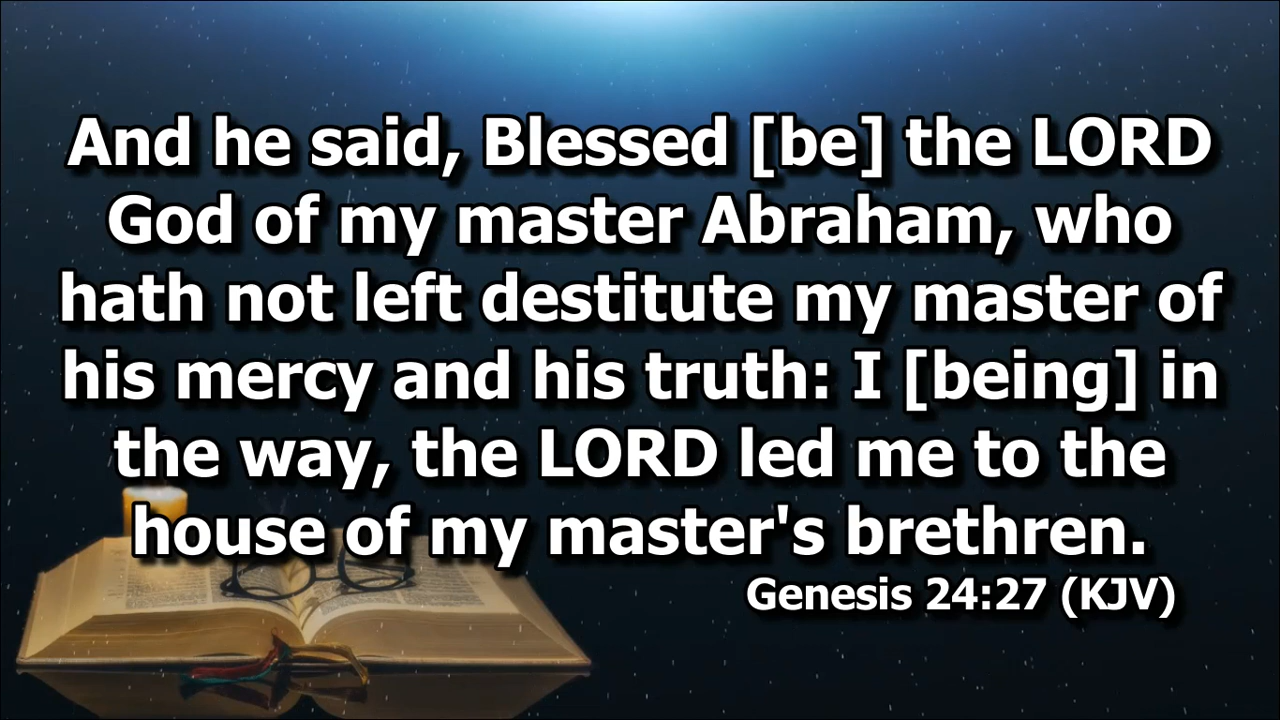 And he said, Blessed [be] the LORD
God of my master Abraham, who
hath not left destitute my master of
his mercy and his truth: I [being] in
the way, the LORD led me to the
house of my master's brethren.
Genesis 24:27 (KJV)